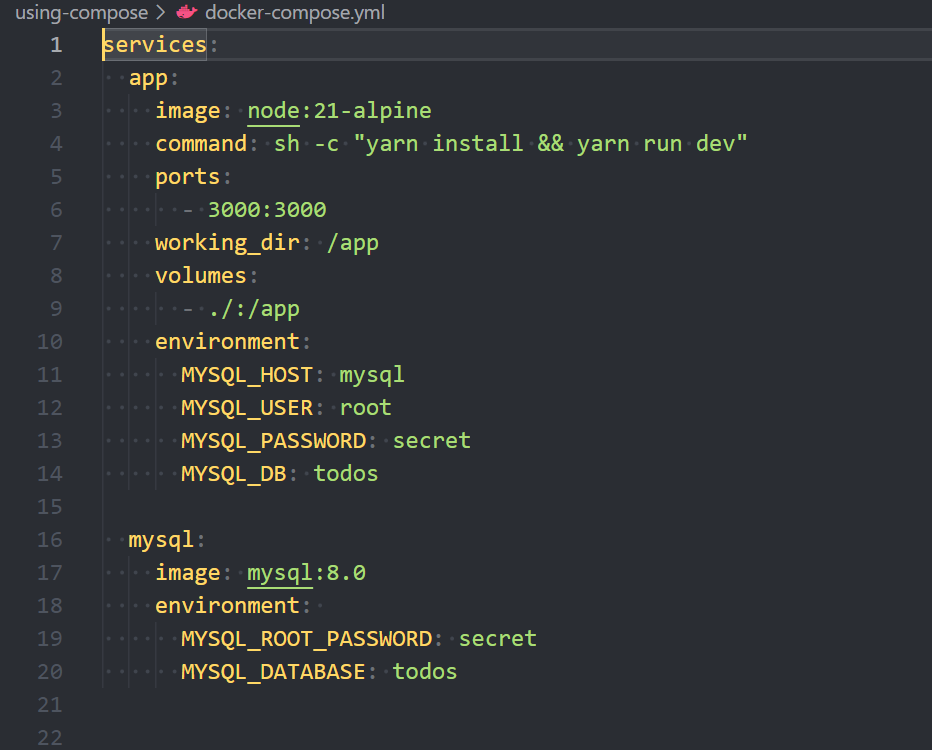 using-compose > docker-compose.yml
1 services:
2   app:
3     image: node:21-alpine
4     command: sh -c "yarn install && yarn run dev"
5     ports:
6       - 3000:3000
7     working_dir: /app
8     volumes:
9       - ./:/app
10     environment:
11       MYSQL_HOST: mysql
12       MYSQL_USER: root
13       MYSQL_PASSWORD: secret
14       MYSQL_DB: todos
15
16   mysql:
17     image: mysql:8.0
18     environment:
19       MYSQL_ROOT_PASSWORD: secret
20       MYSQL_DATABASE: todos
21
22